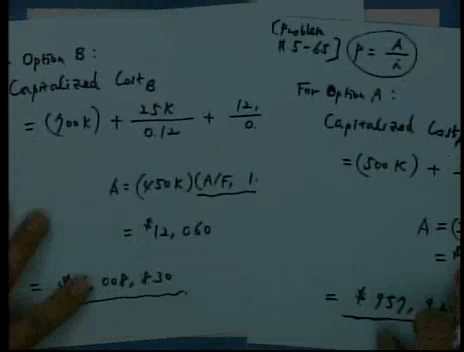 Option B :
Capitalized Cost B
= (700K) + 25K/0.12 + 12,/0.
A = (450K)(A/F, 1
= $12,060
= 008,830
[Problem
# 5-65] P = A/i
For Option A :
Capitalized Cost
= (500K) +
A = (
=
= $ 957,